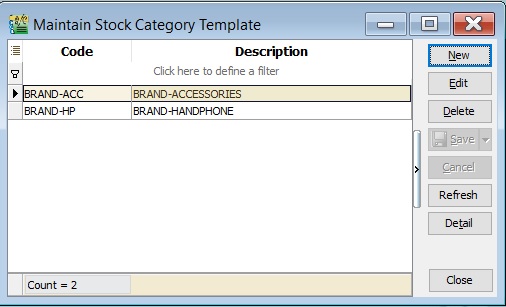 Maintain Stock Category Template
Code Description
Click here to define a filter
BRAND-ACC BRAND-ACCESSORIES
BRAND-HP BRAND-HANDPHONE
Count = 2
New
Edit
Delete
Save
Cancel
Refresh
Detail
Close